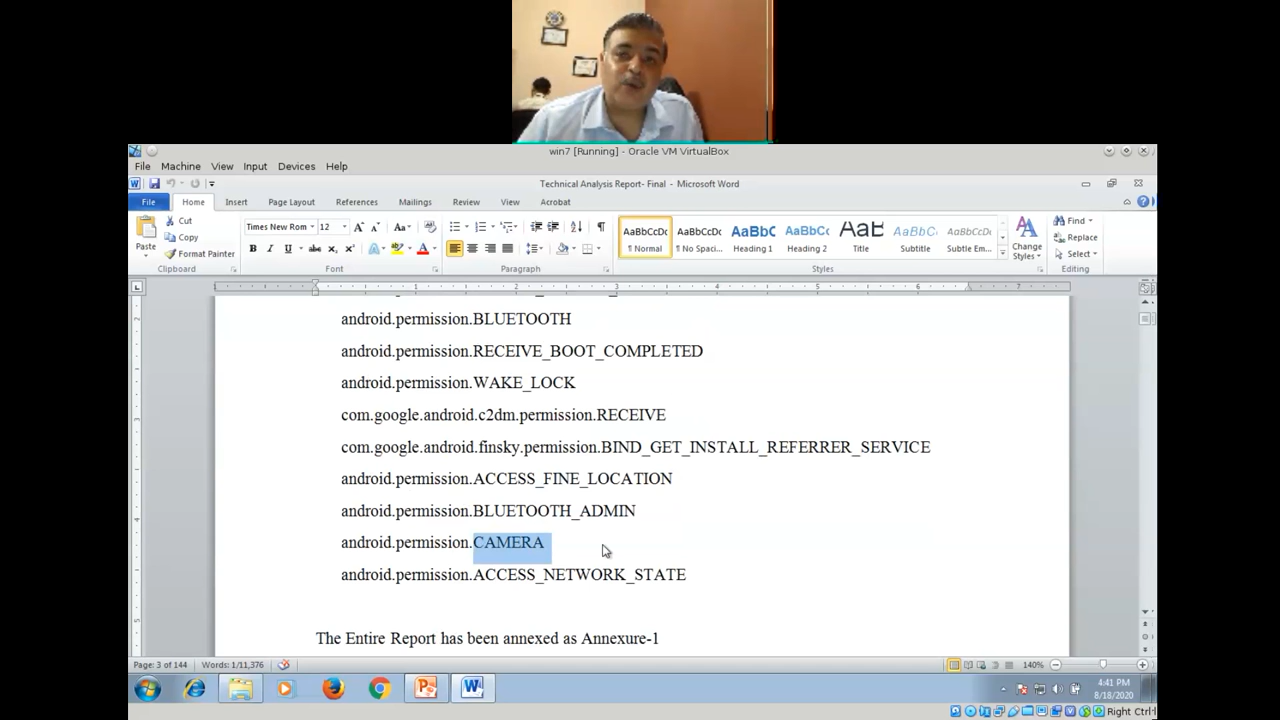 win7 [Running] - Oracle VM VirtualBox
File Machine View Input Devices Help
Technical Analysis Report- Final - Microsoft Word
File Home Insert Page Layout References Mailings Review View Acrobat
Cut
Copy
Format Painter
Paste
Clipboard
Times New Rom 12
Font
Paragraph
AaBbCcDc AaBbCcDc AaBbC AaBbCc AaB AaBbCc. AaBbCcD
¶ Normal ¶ No Spaci... Heading 1 Heading 2 Title Subtitle Subtle Em...
Styles
Change Styles
Find
Replace
Select
Editing
android.permission.BLUETOOTH
android.permission.RECEIVE_BOOT_COMPLETED
android.permission.WAKE_LOCK
com.google.android.c2dm.permission.RECEIVE
com.google.android.finsky.permission.BIND_GET_INSTALL_REFERRER_SERVICE
android.permission.ACCESS_FINE_LOCATION
android.permission.BLUETOOTH_ADMIN
android.permission.CAMERA
android.permission.ACCESS_NETWORK_STATE
The Entire Report has been annexed as Annexure-1
Page: 3 of 144 Words: 1/11,376 140%
4:41 PM
8/18/2020
Right Ctrl